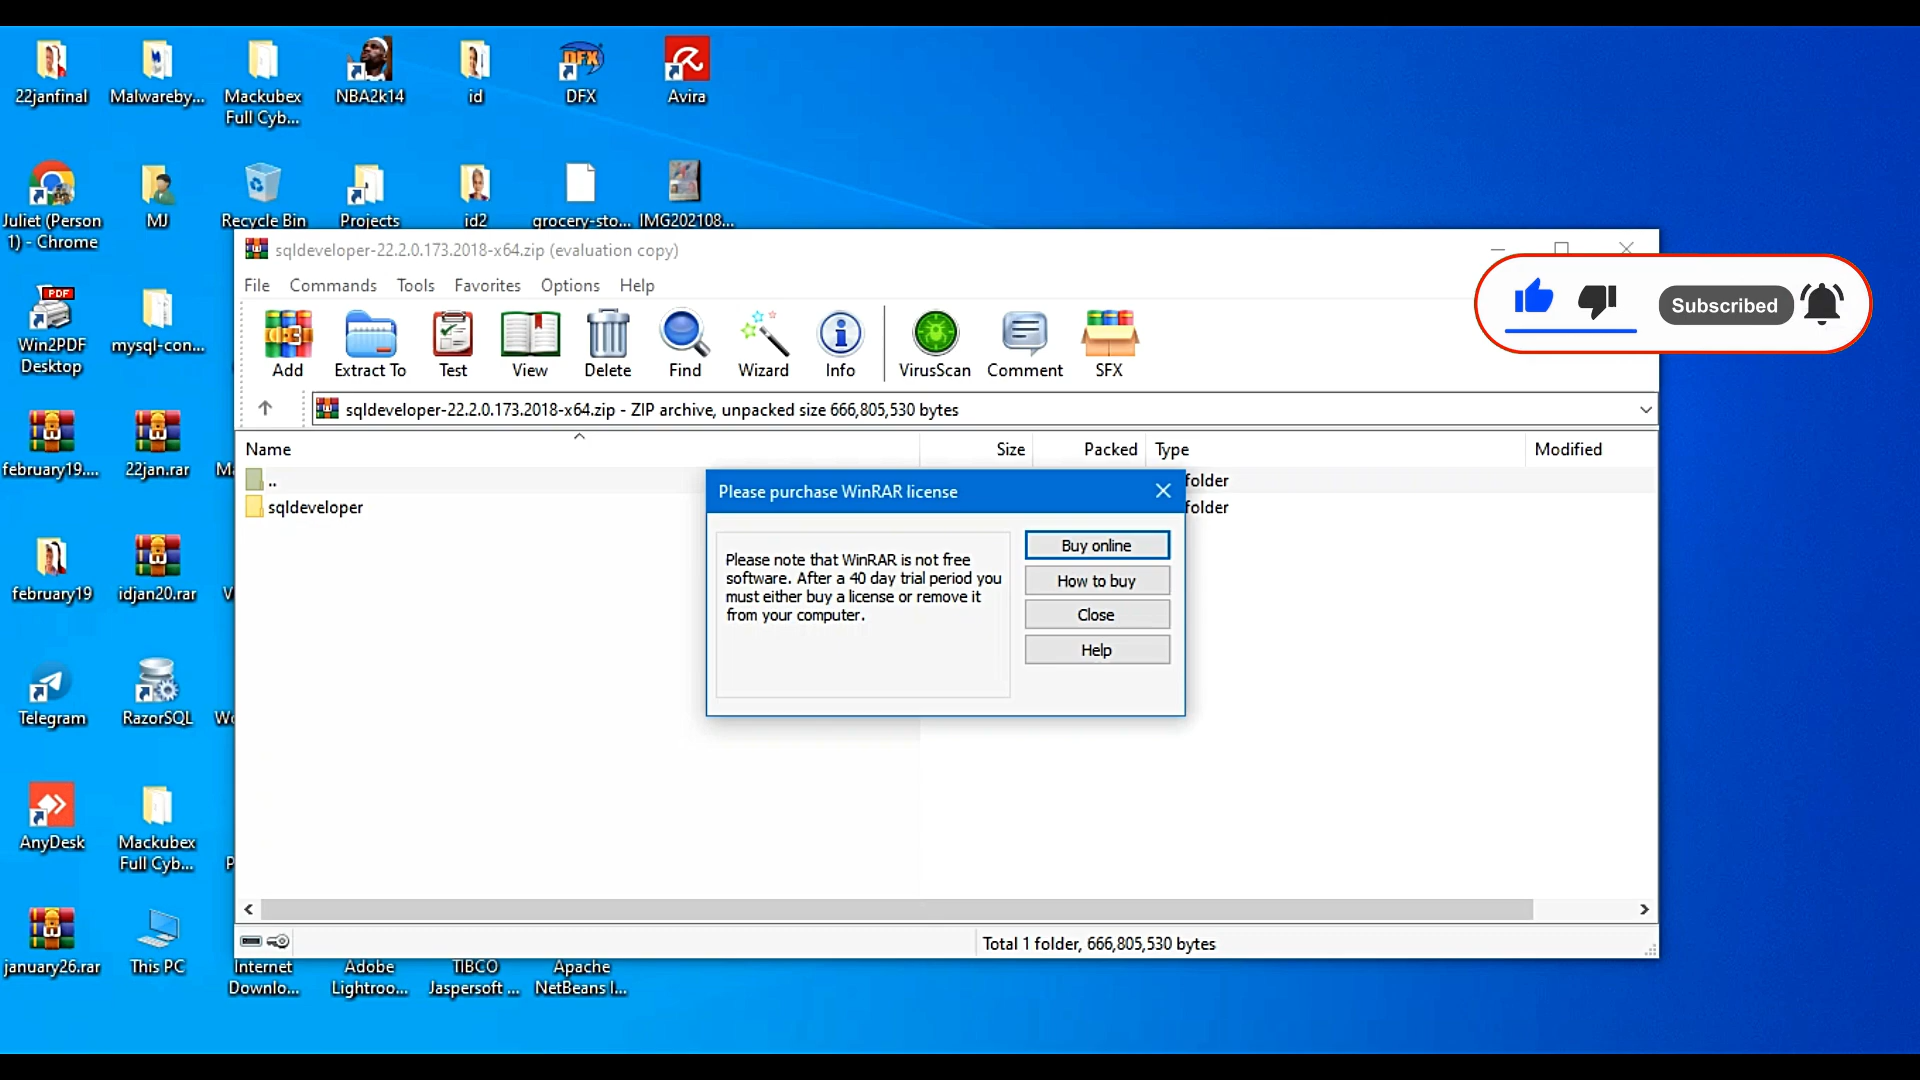 22janfinal
Malwareby...
Mackubex
Full Cyb...
NBA2k14
id
DFX
Avira
Juliet (Person
1) - Chrome
MJ
Recycle Bin
Projects
id2
grocery-sto...
IMG202108...
sqldeveloper-22.2.0.173.2018-x64.zip (evaluation copy)
File Commands Tools Favorites Options Help
Subscribed
Add Extract To Test View Delete Find Wizard Info VirusScan Comment SFX
sqldeveloper-22.2.0.173.2018-x64.zip - ZIP archive, unpacked size 666,805,530 bytes
Name Size Packed Type Modified
.. folder
sqldeveloper folder
Please purchase WinRAR license
Please note that WinRAR is not free
software. After a 40 day trial period you
must either buy a license or remove it
from your computer.
Buy online
How to buy
Close
Help
Total 1 folder, 666,805,530 bytes
Win2PDF
Desktop
PDF
mysql-con...
february19....
22jan.rar
february19
idjan20.rar
Telegram
RazorSQL
AnyDesk
Mackubex
Full Cyb...
january26.rar
This PC
Internet
Downlo...
Adobe
Lightroo...
TIBCO
Jaspersoft ...
Apache
NetBeans I...